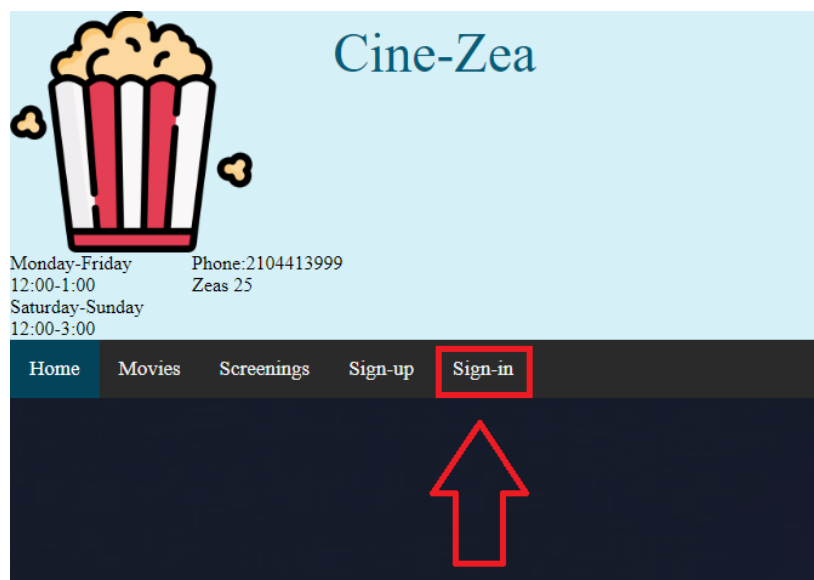 Cine-Zea
Monday-Friday
12:00-1:00
Saturday-Sunday
12:00-3:00
Phone:2104413999
Zeas 25
Home Movies Screenings Sign-up Sign-in